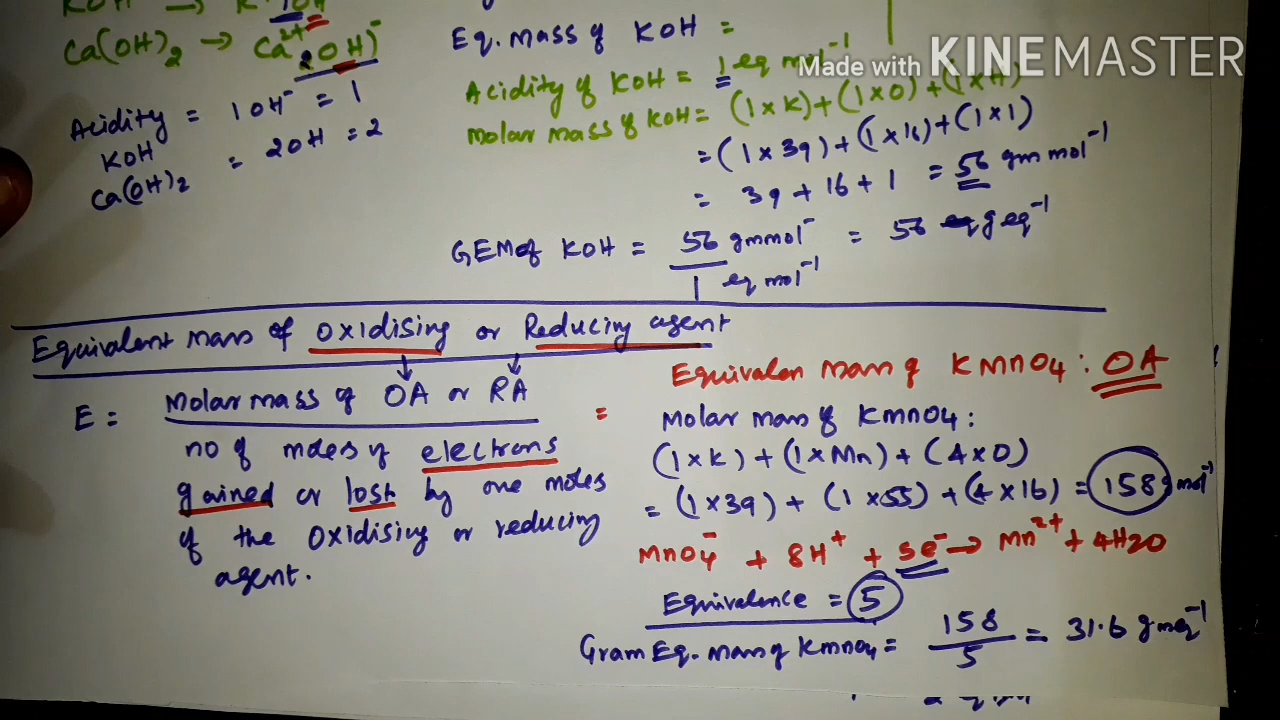 KOH → K
Ca(OH)2 → Ca2+ 2OH)-
Acidity = 1 OH- = 1
KOH
Ca(OH)2 = 2OH = 2
Eq. Mass of KOH =
Acidity of KOH = 1 eq mol-1
Made with KINEMASTER
Molar mass of KOH = (1 x K) + (1 x O) + (1 x H)
= (1 x 39) + (1 x 16) + (1 x 1)
= 39 + 16 + 1 = 56 gm mol-1
GEM of KOH = 56 gm mol- / 1 eq mol-1 = 56 g eq-1
Equivalent mass of oxidising or Reducing agent
E = Molar mass of OA or RA =
no of moles of electrons
gained or lost by one moles
of the oxidising or reducing
agent.
Equivalen mass of KMnO4 : OA
Molar mass of KmnO4 :
(1 x K) + (1 x Mn) + (4 x O)
= (1 x 39) + (1 x 55) + (4 x 16) = 158 g mol-1
MnO4- + 8H+ + 5e- → Mn2+ + 4H2O
Equivalence = 5
Gram Eq. mass of KmnO4 = 158 / 5 = 31.6 g meq-1